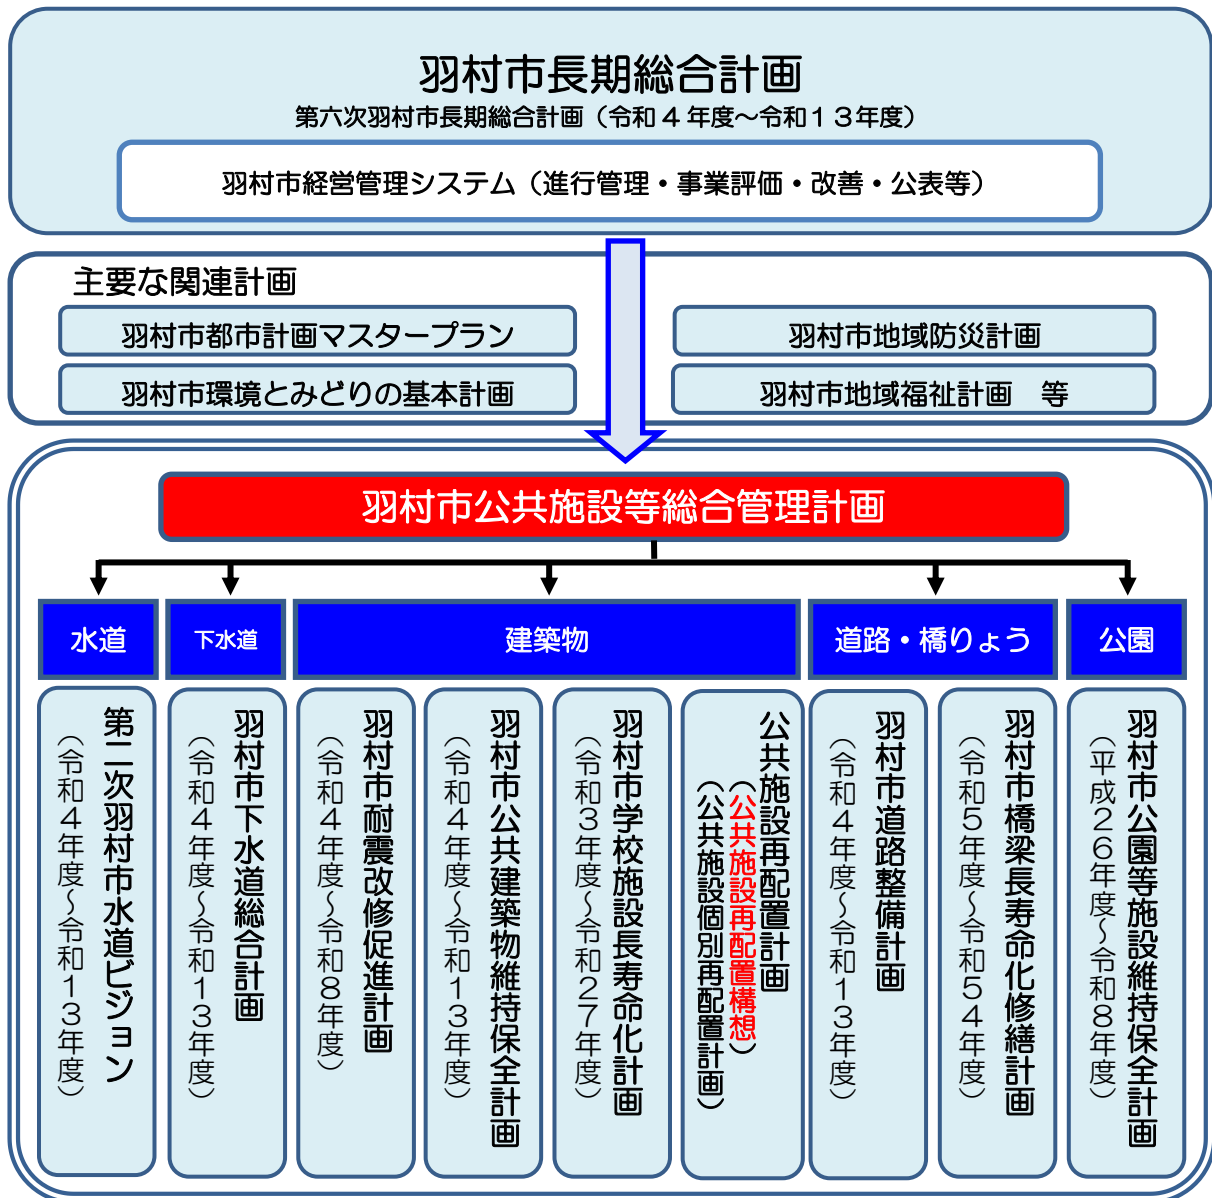 羽村市長期総合計画
第六次羽村市長期総合計画（令和４年度～令和１３年度）
羽村市経営管理システム（進行管理・事業評価・改善・公表等）
主要な関連計画
羽村市都市計画マスタープラン
羽村市地域防災計画
羽村市環境とみどりの基本計画
羽村市地域福祉計画　等
羽村市公共施設等総合管理計画
水道
下水道
建築物
道路・橋りょう
公園
第二次羽村市水道ビジョン
（令和４年度～令和１３年度）
羽村市下水道総合計画
（令和４年度～令和１３年度）
羽村市耐震改修促進計画
（令和４年度～令和８年度）
羽村市公共建築物維持保全計画
（令和４年度～令和１３年度）
羽村市学校施設長寿命化計画
（令和３年度～令和２７年度）
公共施設再配置計画
（公共施設再配置構想）
（公共施設個別再配置計画）
羽村市道路整備計画
（令和４年度～令和１３年度）
羽村市橋梁長寿命化修繕計画
（令和５年度～令和５４年度）
羽村市公園等施設維持保全計画
（平成２６年度～令和８年度）